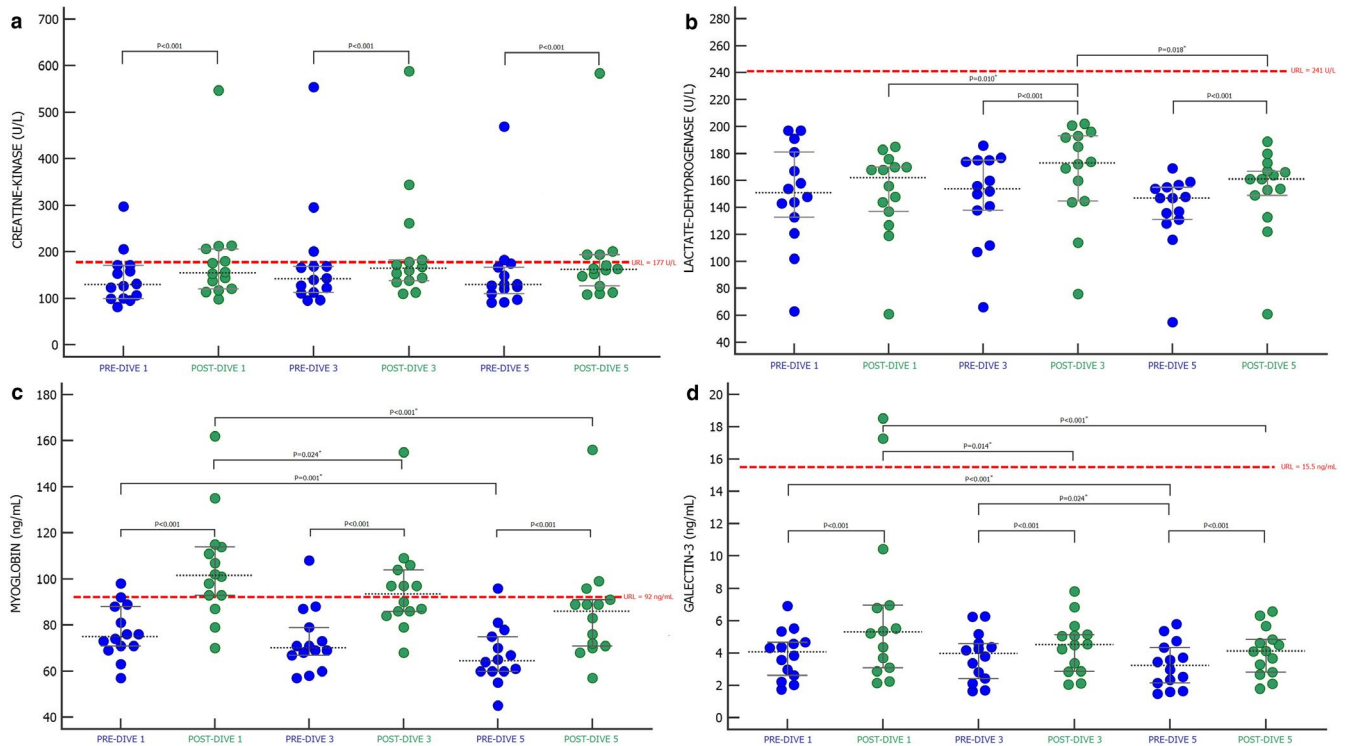 a
CREATINE-KINASE (U/L)
700
600
500
400
300
200
100
0
P<0.001
P<0.001
P<0.001
URL = 177 U/L
PRE-DIVE 1
POST-DIVE 1
PRE-DIVE 3
POST-DIVE 3
PRE-DIVE 5
POST-DIVE 5
b
LACTATE-DEHYDROGENASE (U/L)
280
260
240
220
200
180
160
140
120
100
80
60
40
P=0.018*
URL = 241 U/L
P=0.010*
P<0.001
P<0.001
PRE-DIVE 1
POST-DIVE 1
PRE-DIVE 3
POST-DIVE 3
PRE-DIVE 5
POST-DIVE 5
c
MYOGLOBIN (ng/mL)
180
160
140
120
100
80
60
40
P<0.001*
P=0.024*
P=0.001*
P<0.001
P<0.001
P<0.001
URL = 92 ng/mL
PRE-DIVE 1
POST-DIVE 1
PRE-DIVE 3
POST-DIVE 3
PRE-DIVE 5
POST-DIVE 5
d
GALECTIN-3 (ng/mL)
20
18
16
14
12
10
8
6
4
2
0
P<0.001*
P=0.014*
URL = 15.5 ng/mL
P<0.001*
P=0.024*
P<0.001
P<0.001
P<0.001
PRE-DIVE 1
POST-DIVE 1
PRE-DIVE 3
POST-DIVE 3
PRE-DIVE 5
POST-DIVE 5